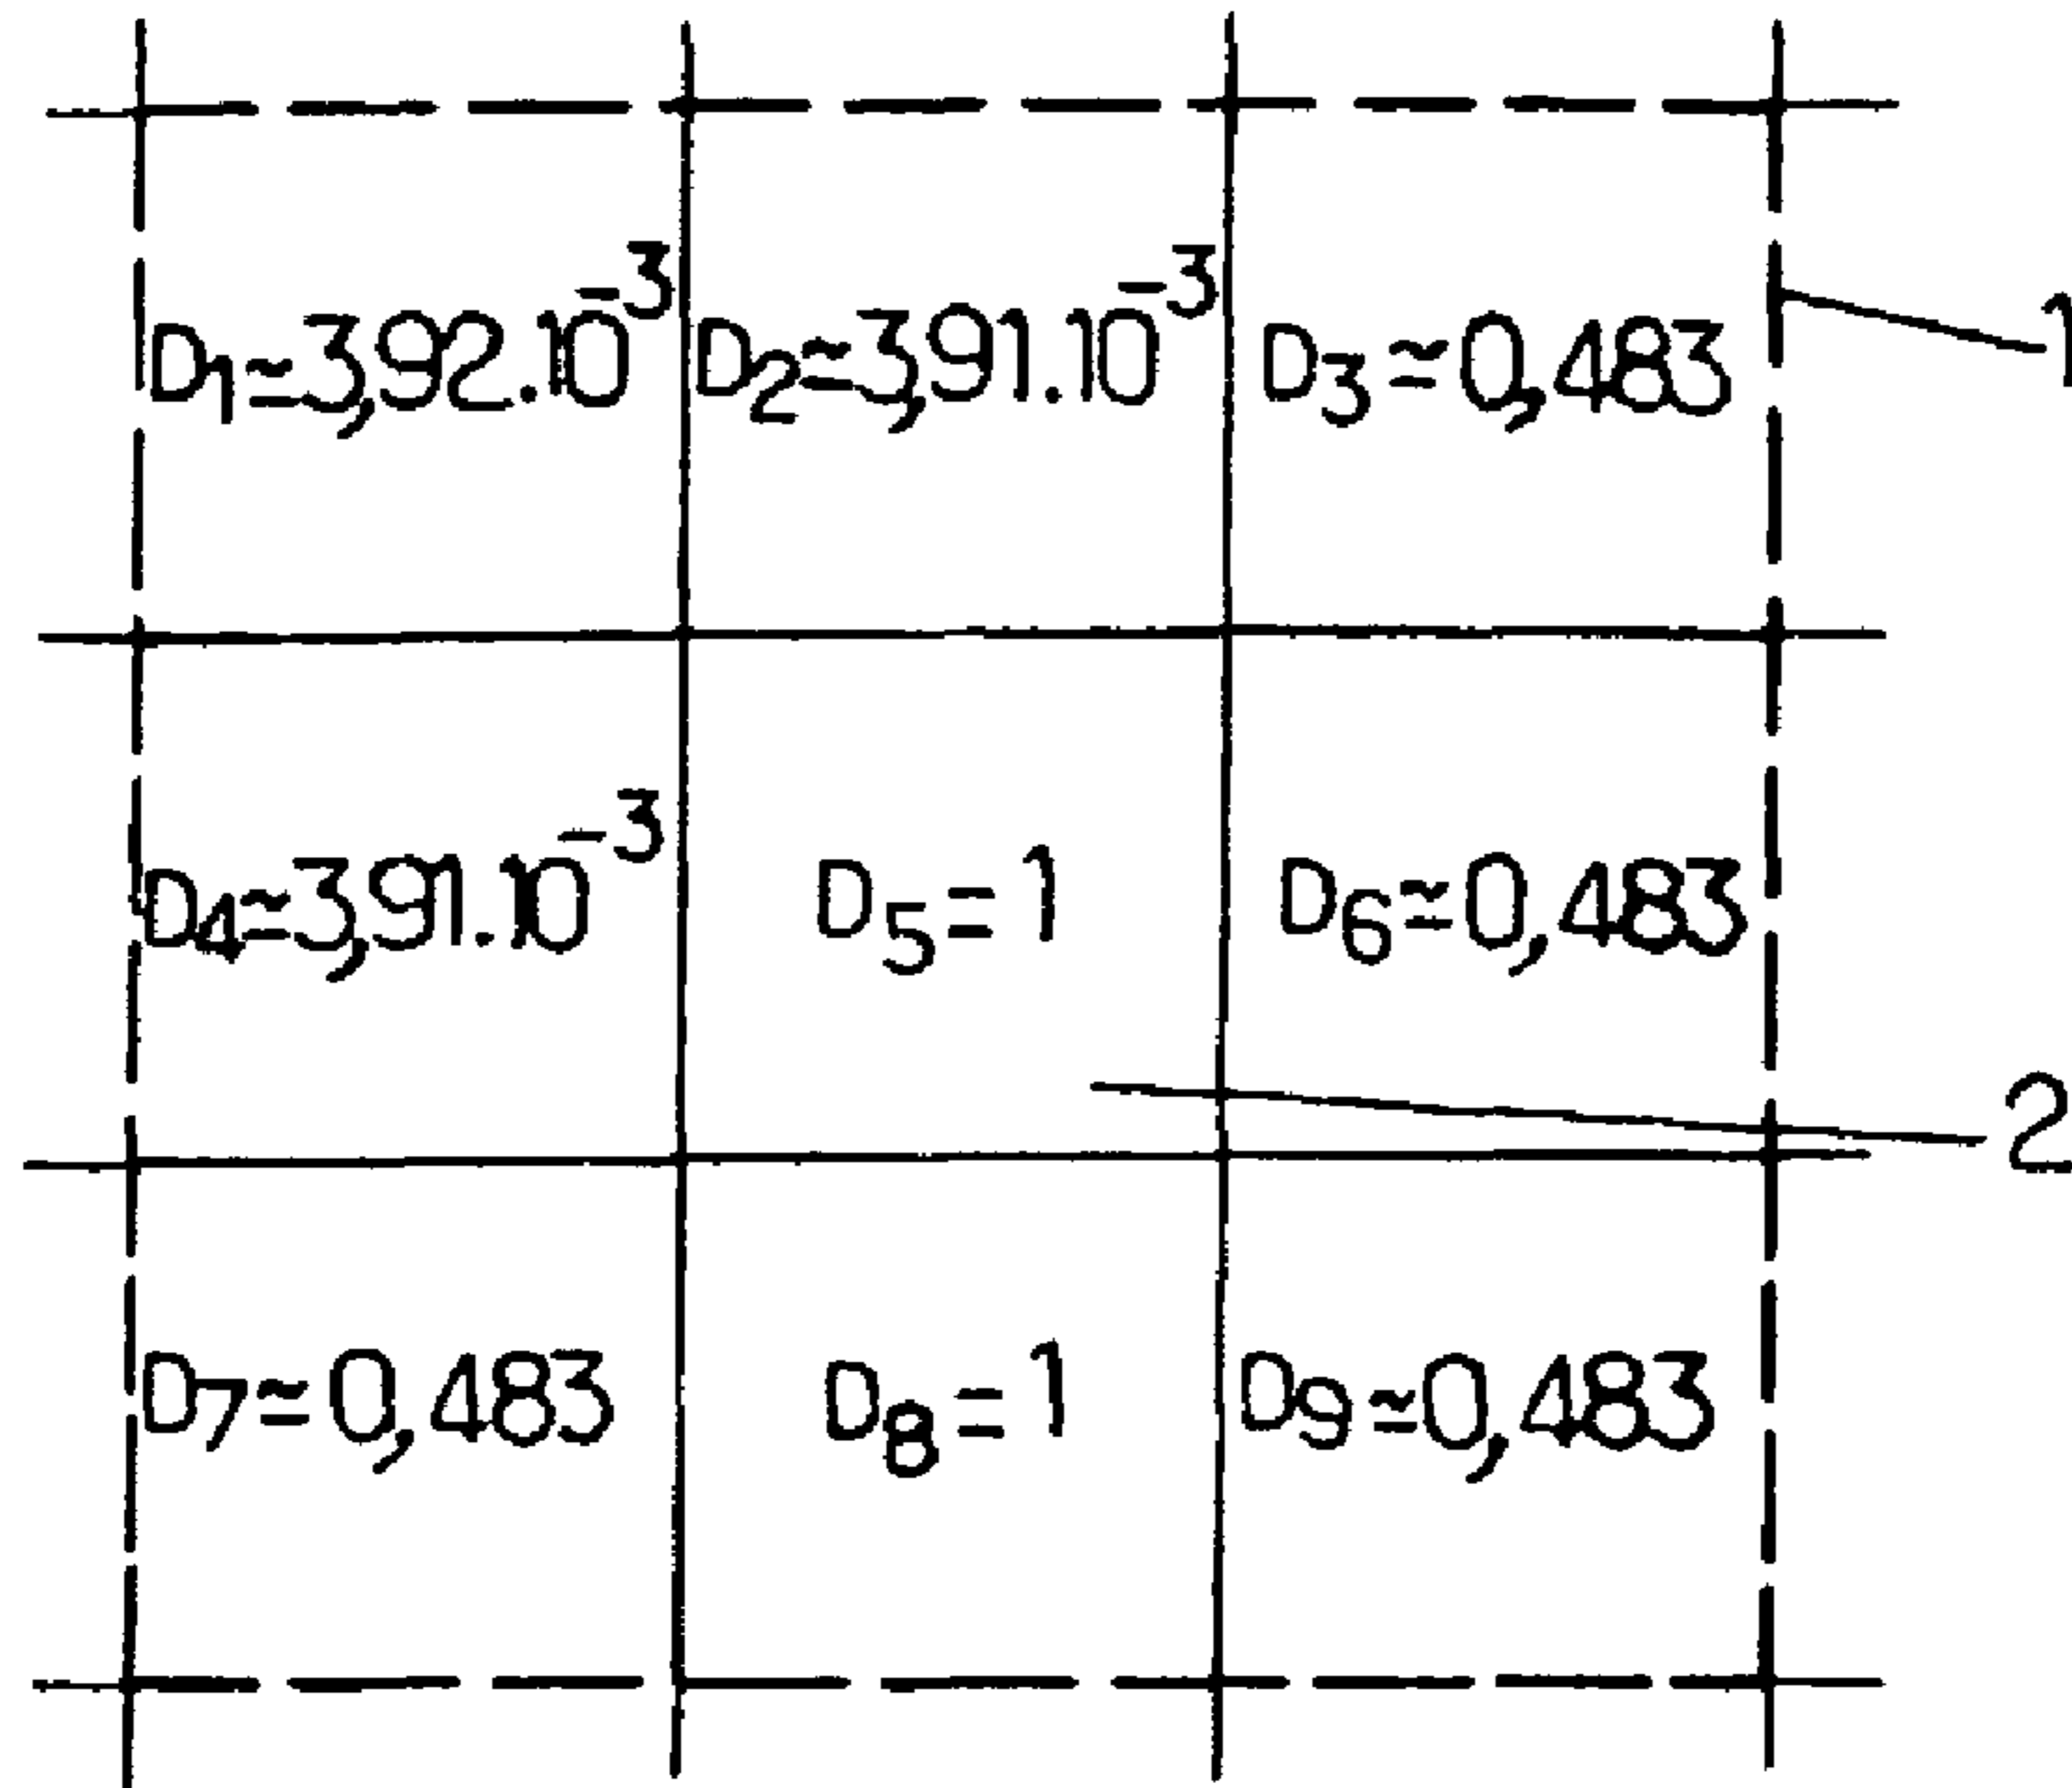 D₁≃3,92.10⁻³ D₂≃3,91.10⁻³ D₃≃0,483 1
D₄≃3,91.10⁻³ D₅=1 D₆≃0,483
2
D₇≃0,483 D₈=1 D₉≃0,483